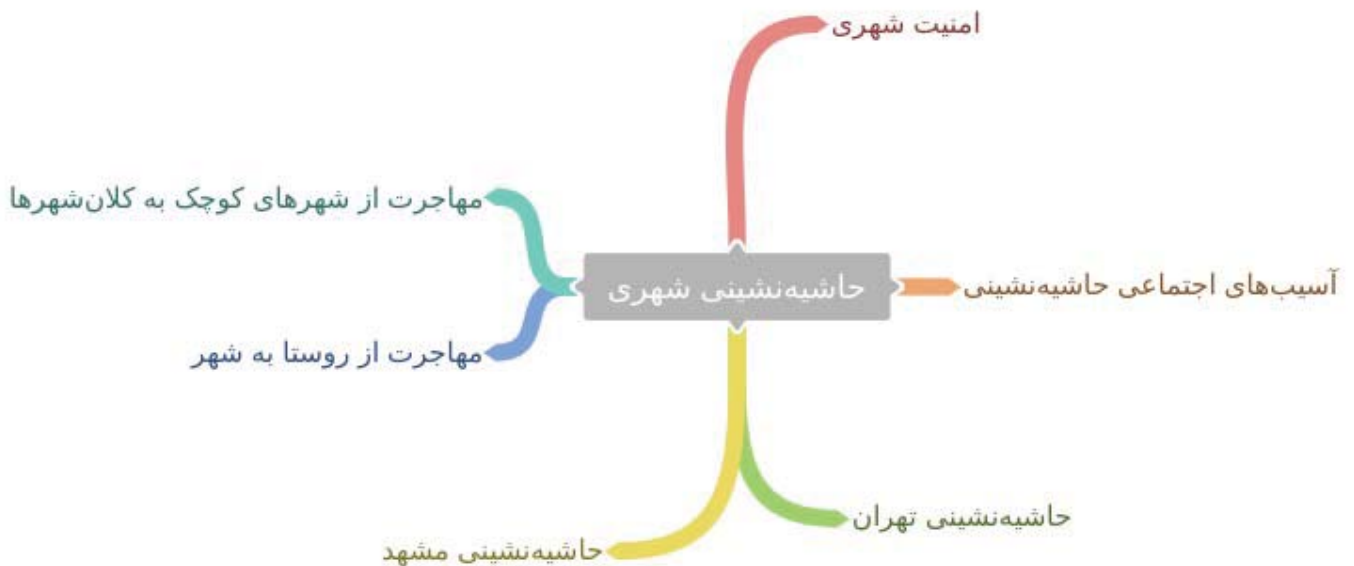 امنیت شهری
مهاجرت از شهرهای کوچک به کلان‌شهرها
آسیب‌های اجتماعی حاشیه‌نشینی
حاشیه‌نشینی شهری
مهاجرت از روستا به شهر
حاشیه‌نشینی تهران
حاشیه‌نشینی مشهد